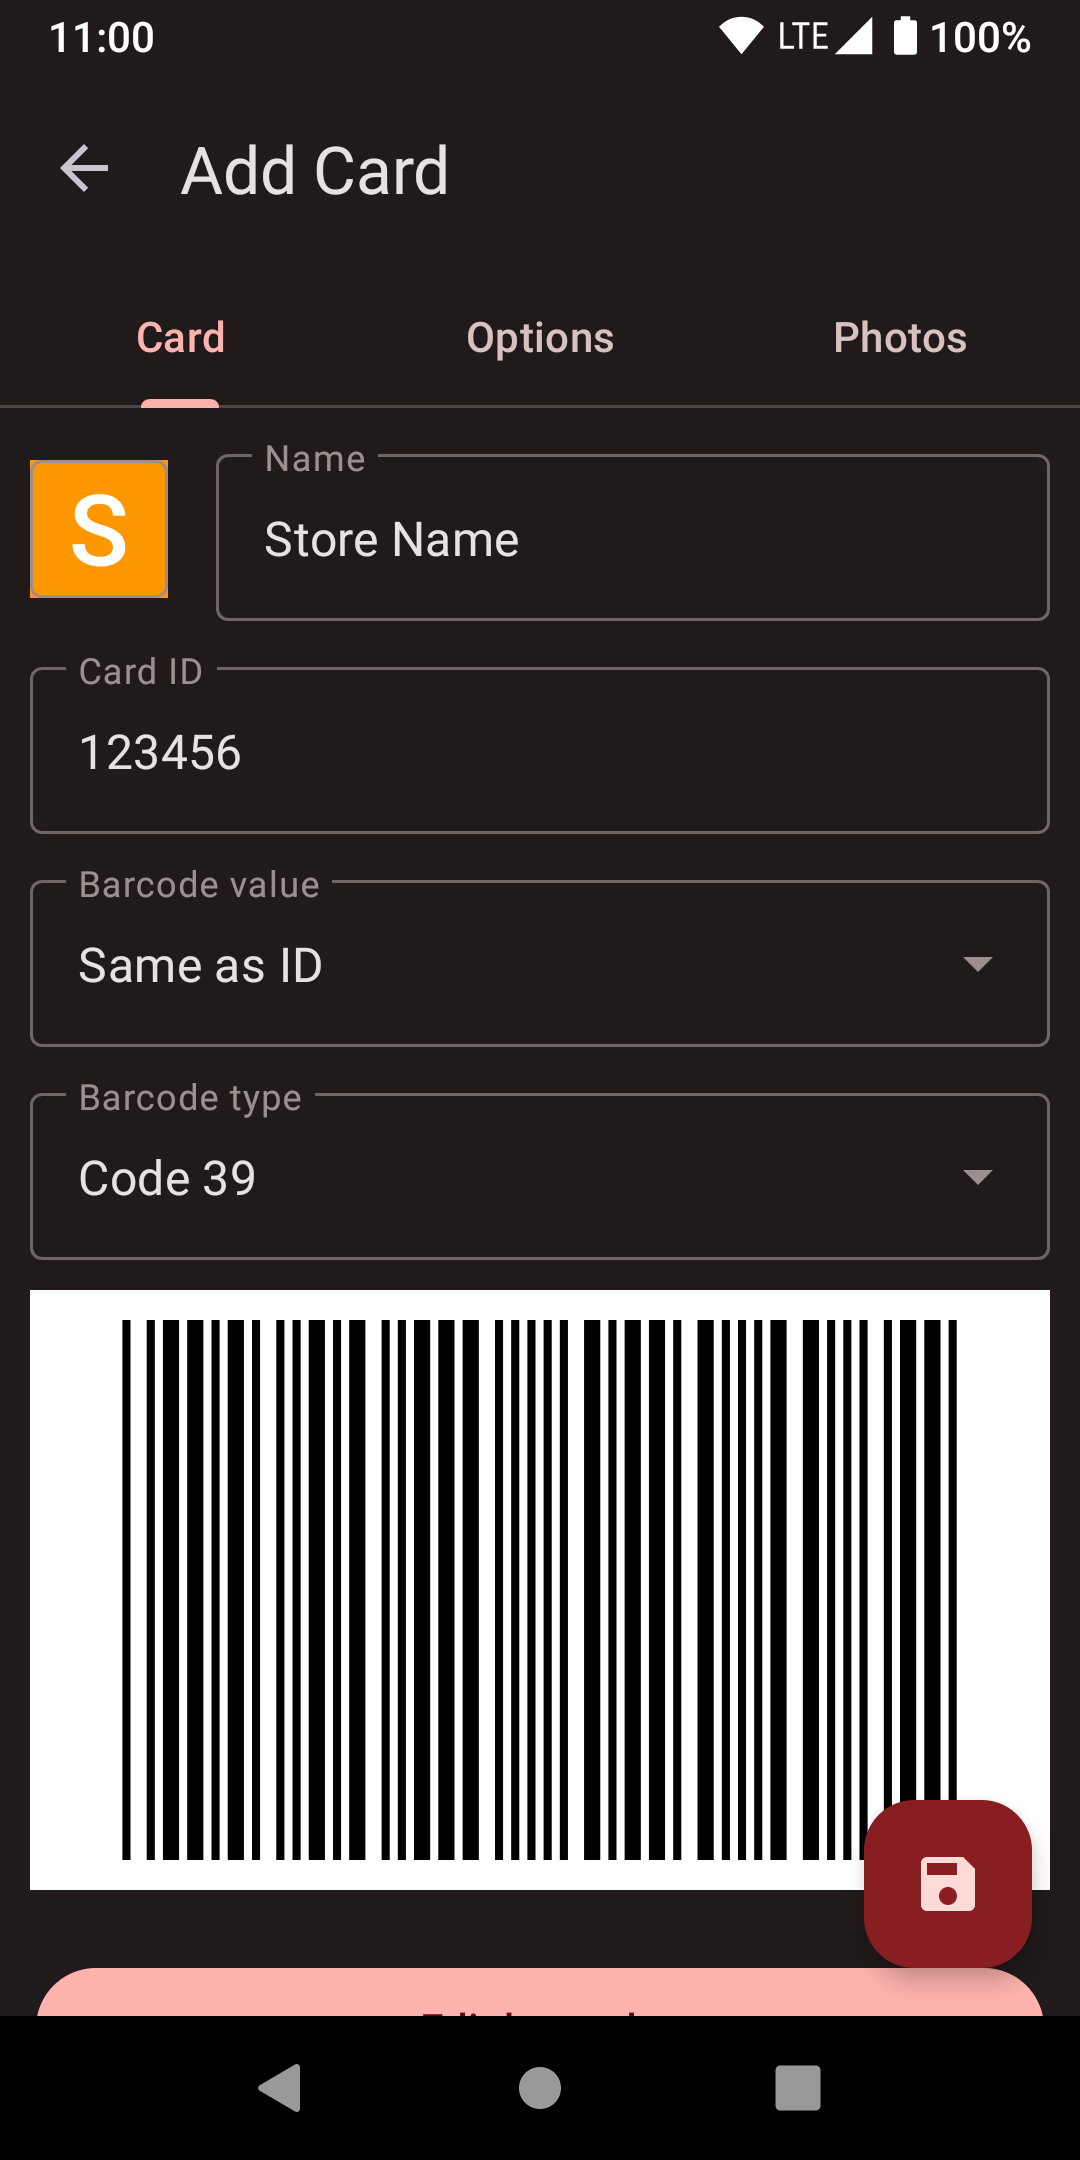 11:00 LTE 100%
Add Card
Card Options Photos
S
Name
Store Name
Card ID
123456
Barcode value
Same as ID
Barcode type
Code 39